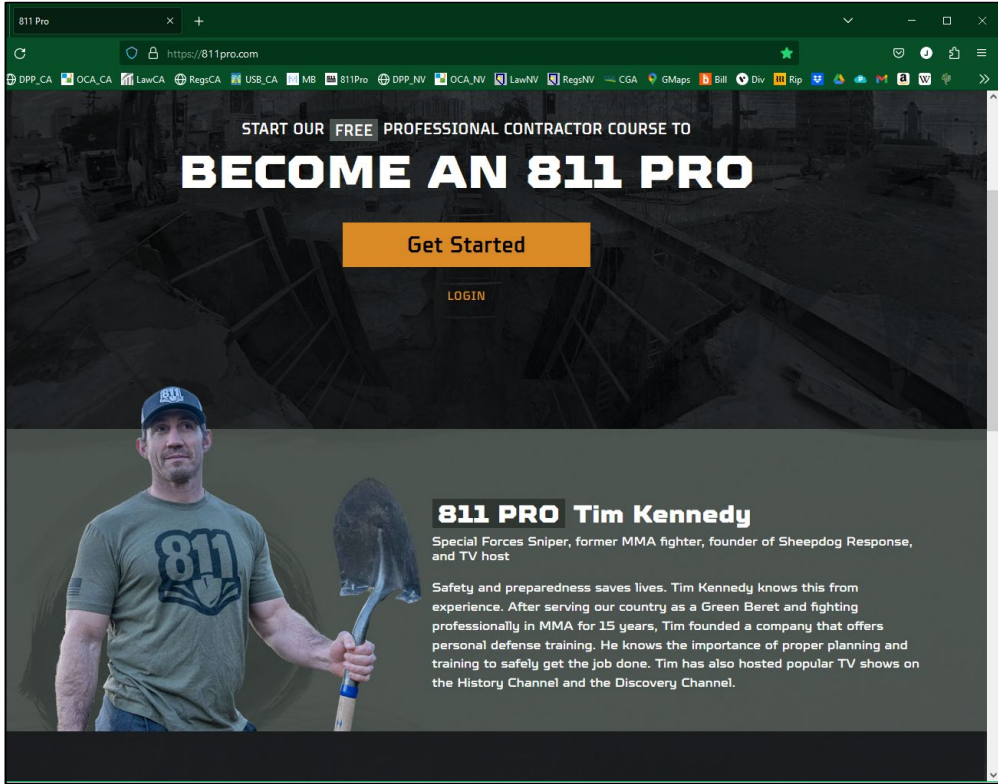 811 Pro
https://811pro.com
DPP_CA OCA_CA LawCA RegsCA USB_CA M MB 811Pro DPP_NV OCA_NV LawNV RegsNV CGA GMaps b Bill Div Rip a W
START OUR FREE PROFESSIONAL CONTRACTOR COURSE TO
BECOME AN 811 PRO
Get Started
LOGIN
811
811
811 PRO Tim Kennedy
Special Forces Sniper, former MMA fighter, founder of Sheepdog Response,
and TV host
Safety and preparedness saves lives. Tim Kennedy knows this from
experience. After serving our country as a Green Beret and fighting
professionally in MMA for 15 years, Tim founded a company that offers
personal defense training. He knows the importance of proper planning and
training to safely get the job done. Tim has also hosted popular TV shows on
the History Channel and the Discovery Channel.